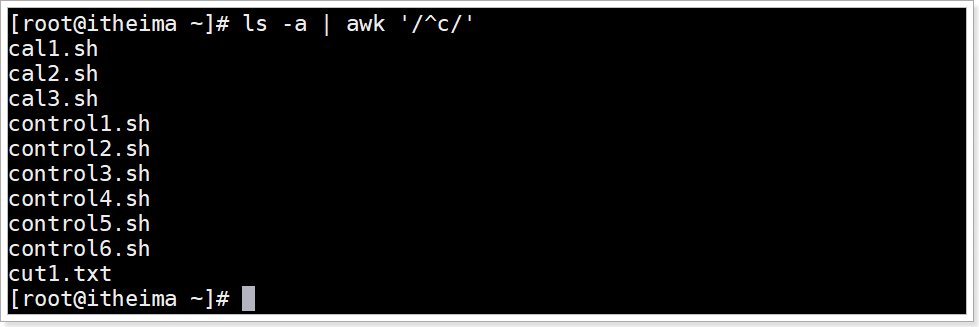 [root@itheima ~]# ls -a | awk '/^c/'
cal1.sh
cal2.sh
cal3.sh
control1.sh
control2.sh
control3.sh
control4.sh
control5.sh
control6.sh
cut1.txt
[root@itheima ~]#